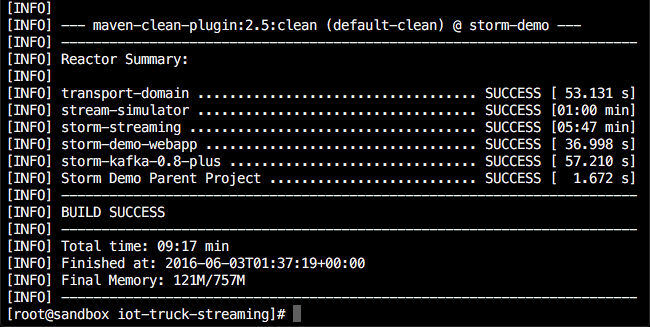 [INFO]
[INFO] --- maven-clean-plugin:2.5:clean (default-clean) @ storm-demo ---
[INFO] ------------------------------------------------------------------------
[INFO] Reactor Summary:
[INFO]
[INFO] transport-domain ................................... SUCCESS [ 53.131 s]
[INFO] stream-simulator ................................... SUCCESS [01:00 min]
[INFO] storm-streaming .................................... SUCCESS [05:47 min]
[INFO] storm-demo-webapp .................................. SUCCESS [ 36.998 s]
[INFO] storm-kafka-0.8-plus ............................... SUCCESS [ 57.210 s]
[INFO] Storm Demo Parent Project .......................... SUCCESS [  1.672 s]
[INFO] ------------------------------------------------------------------------
[INFO] BUILD SUCCESS
[INFO] ------------------------------------------------------------------------
[INFO] Total time: 09:17 min
[INFO] Finished at: 2016-06-03T01:37:19+00:00
[INFO] Final Memory: 121M/757M
[INFO] ------------------------------------------------------------------------
[root@sandbox iot-truck-streaming]#